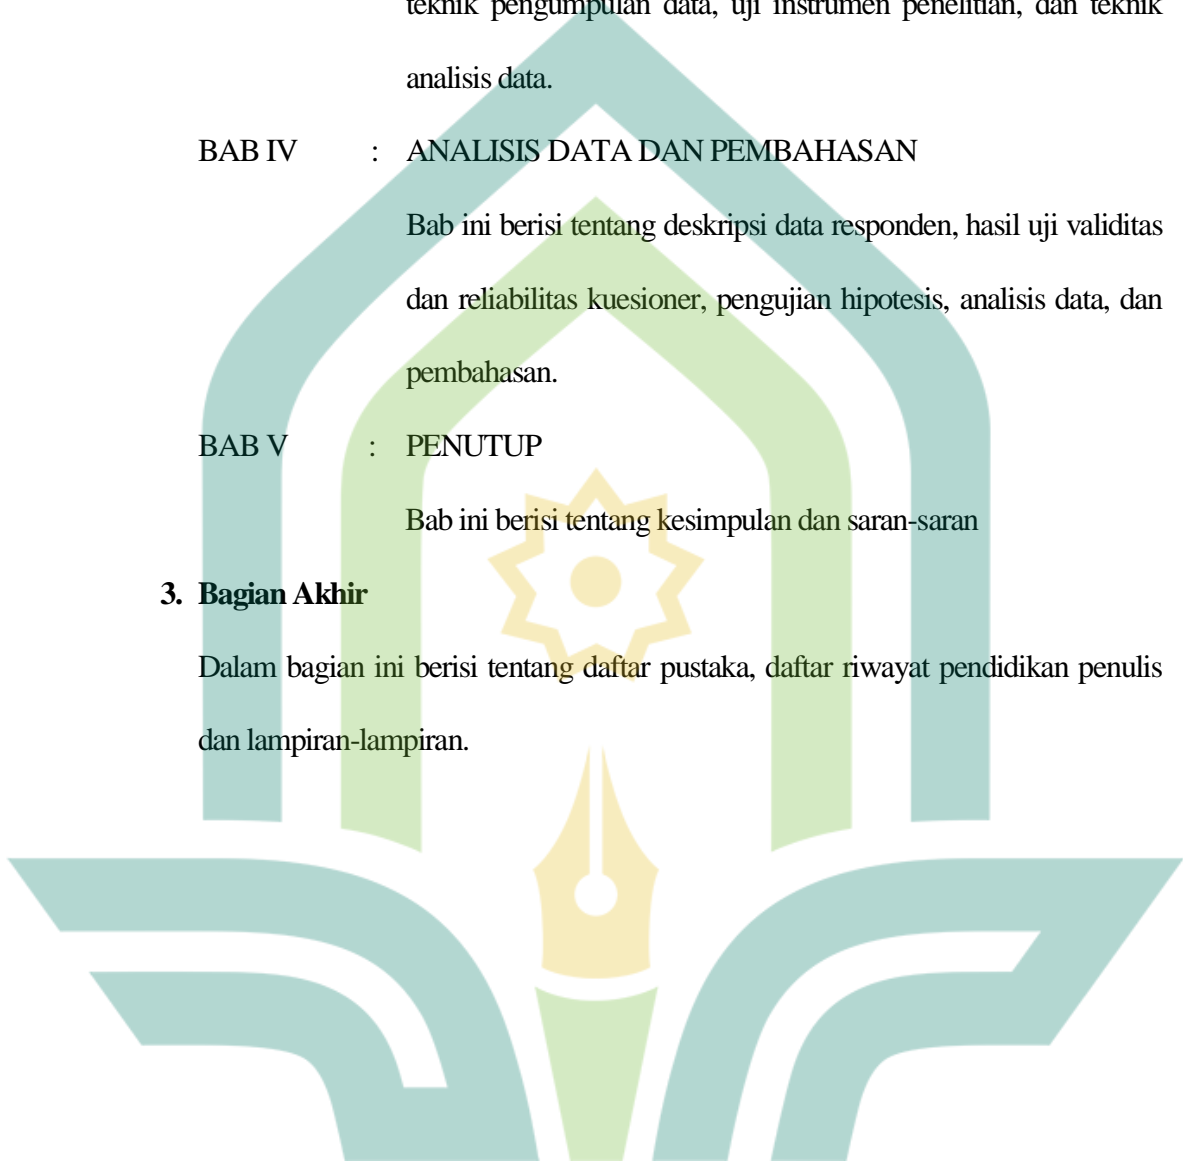 teknik pengumpulan data, uji instrumen penelitian, dan teknik
analisis data.
BAB IV : ANALISIS DATA DAN PEMBAHASAN
Bab ini berisi tentang deskripsi data responden, hasil uji validitas
dan reliabilitas kuesioner, pengujian hipotesis, analisis data, dan
pembahasan.
BAB V : PENUTUP
Bab ini berisi tentang kesimpulan dan saran-saran
3. Bagian Akhir
Dalam bagian ini berisi tentang daftar pustaka, daftar riwayat pendidikan penulis
dan lampiran-lampiran.